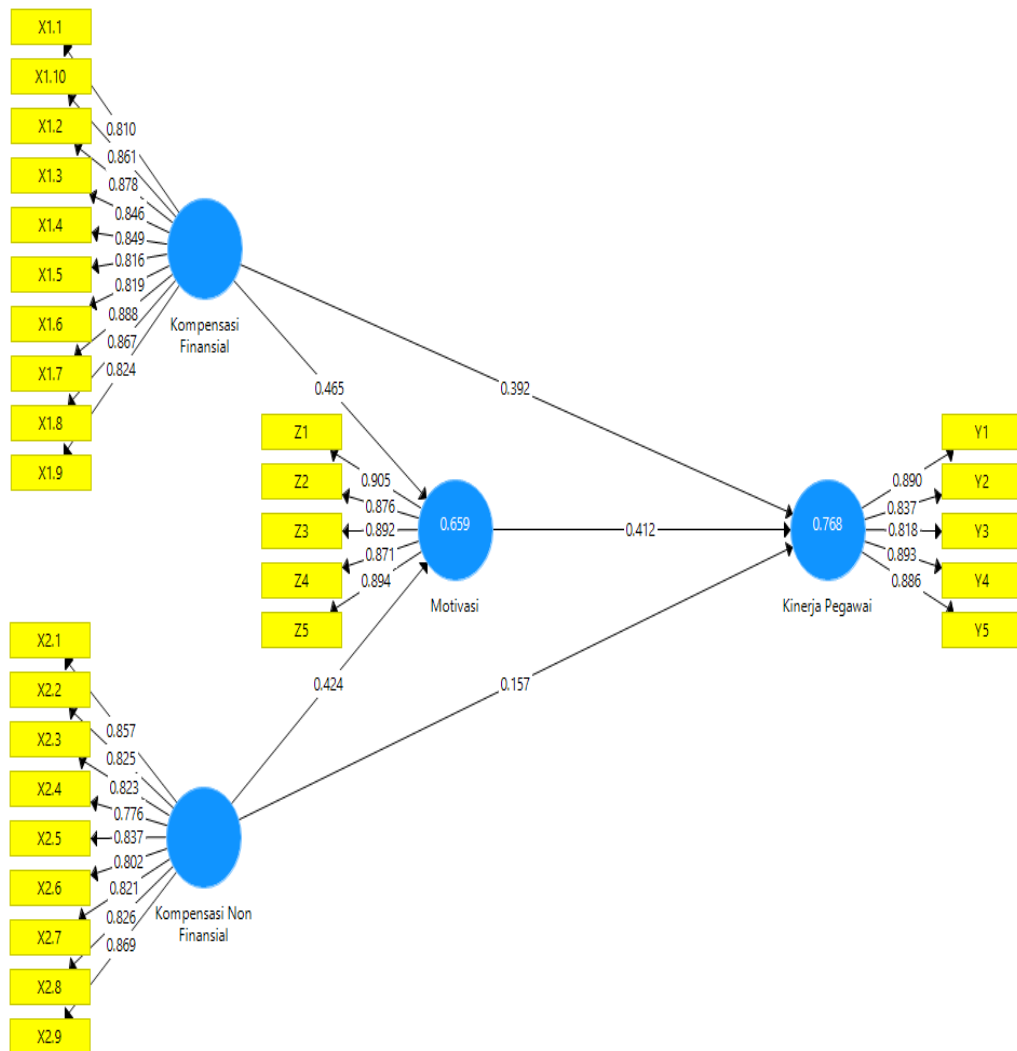 X1.1
X1.10
X1.2
X1.3
X1.4
X1.5
X1.6
X1.7
X1.8
X1.9
0.810
0.861
0.878
0.846
0.849
0.816
0.819
0.888
0.867
0.824
Kompensasi
Finansial
0.465
0.392
Z1
Z2
Z3
Z4
Z5
0.905
0.876
0.892
0.871
0.894
0.659
Motivasi
0.412
0.768
Kinerja Pegawai
0.890
0.837
0.818
0.893
0.886
Y1
Y2
Y3
Y4
Y5
X2.1
X2.2
X2.3
X2.4
X2.5
X2.6
X2.7
X2.8
X2.9
0.857
0.825
0.823
0.776
0.837
0.802
0.821
0.826
0.869
Kompensasi Non
Finansial
0.424
0.157